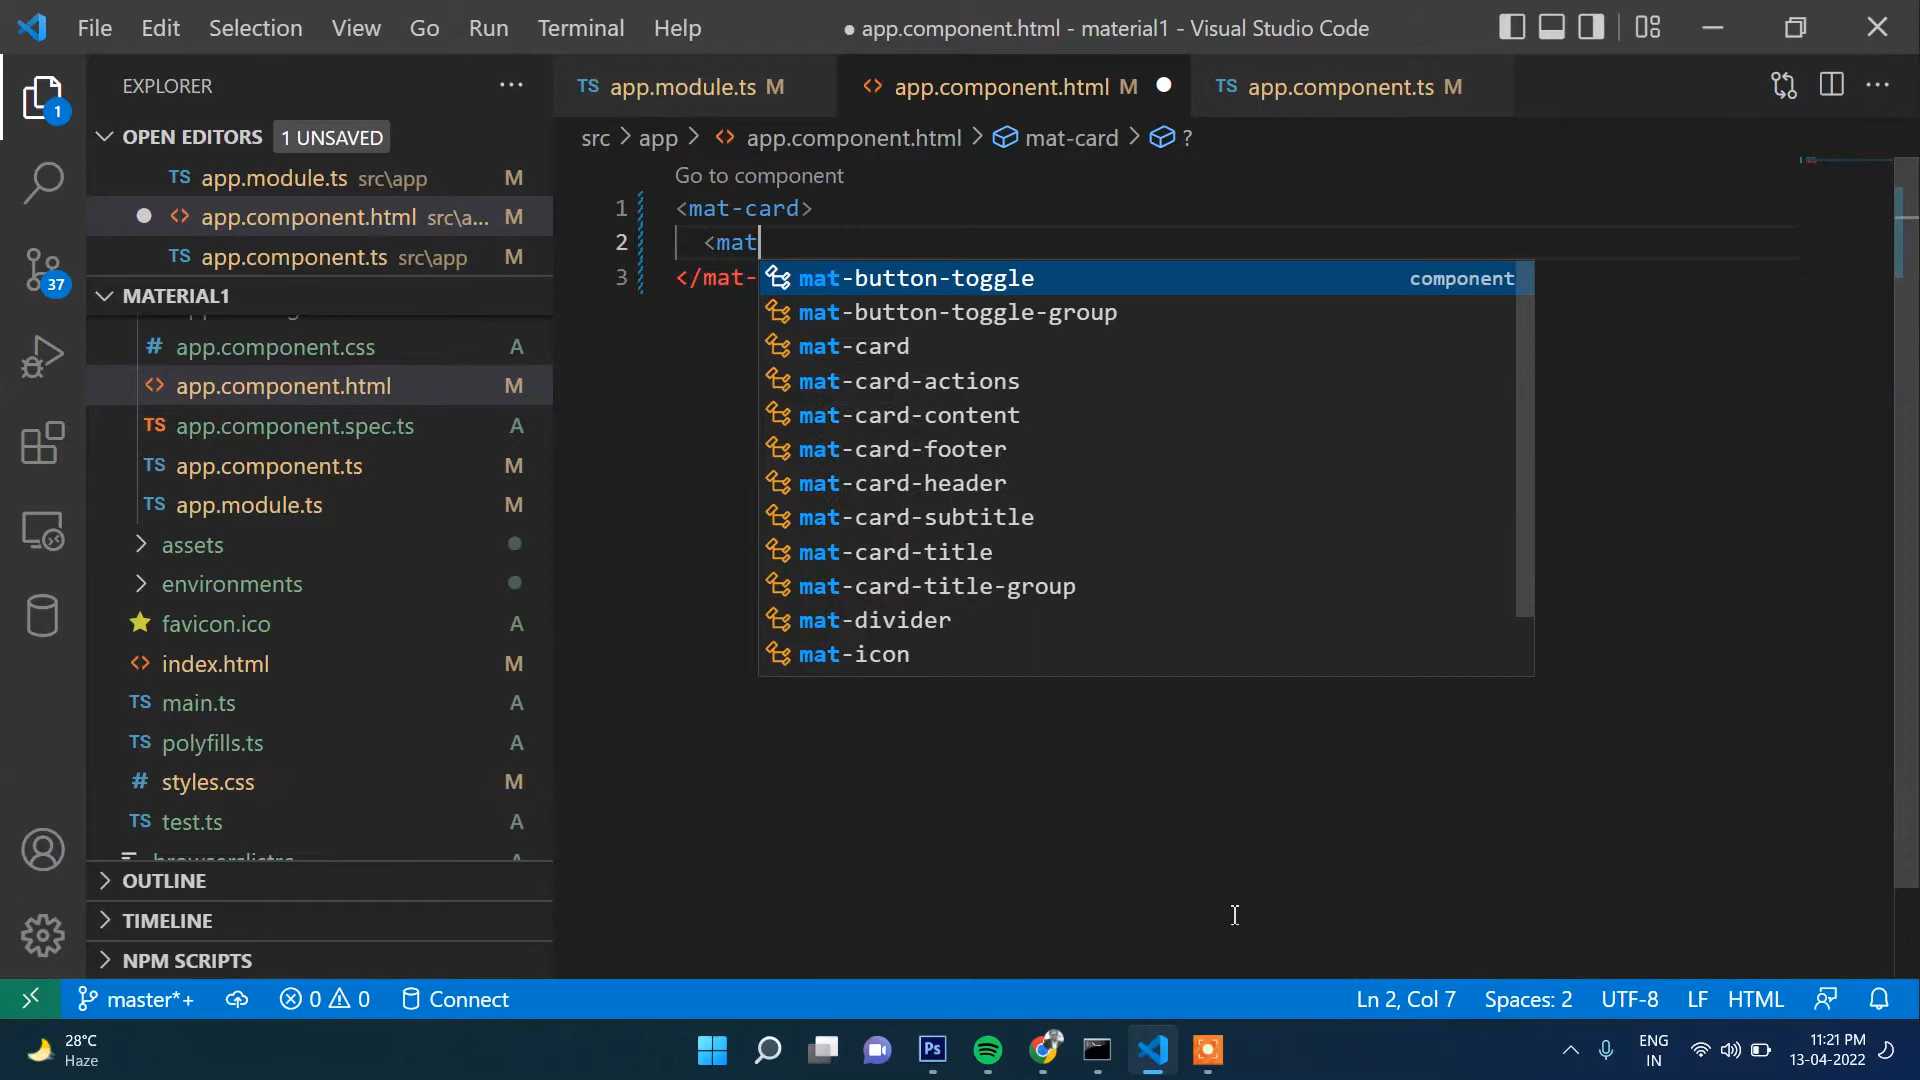 File Edit Selection View Go Run Terminal Help
● app.component.html - material1 - Visual Studio Code
EXPLORER
TS app.module.ts M
<> app.component.html M
TS app.component.ts M
OPEN EDITORS 1 UNSAVED
TS app.module.ts src\app M
<> app.component.html src\a... M
TS app.component.ts src\app M
MATERIAL1
# app.component.css A
<> app.component.html M
TS app.component.spec.ts A
TS app.component.ts M
TS app.module.ts M
assets
environments
favicon.ico A
<> index.html M
TS main.ts A
TS polyfills.ts A
# styles.css M
TS test.ts A
OUTLINE
TIMELINE
NPM SCRIPTS
1
37
src > app > <> app.component.html > mat-card > ?
Go to component
1 <mat-card>
2 <mat
3 </mat-
mat-button-toggle component
mat-button-toggle-group
mat-card
mat-card-actions
mat-card-content
mat-card-footer
mat-card-header
mat-card-subtitle
mat-card-title
mat-card-title-group
mat-divider
mat-icon
master*+ 0 0 Connect
Ln 2, Col 7 Spaces: 2 UTF-8 LF HTML
28°C
Haze
Ps
ENG
IN
11:21 PM
13-04-2022